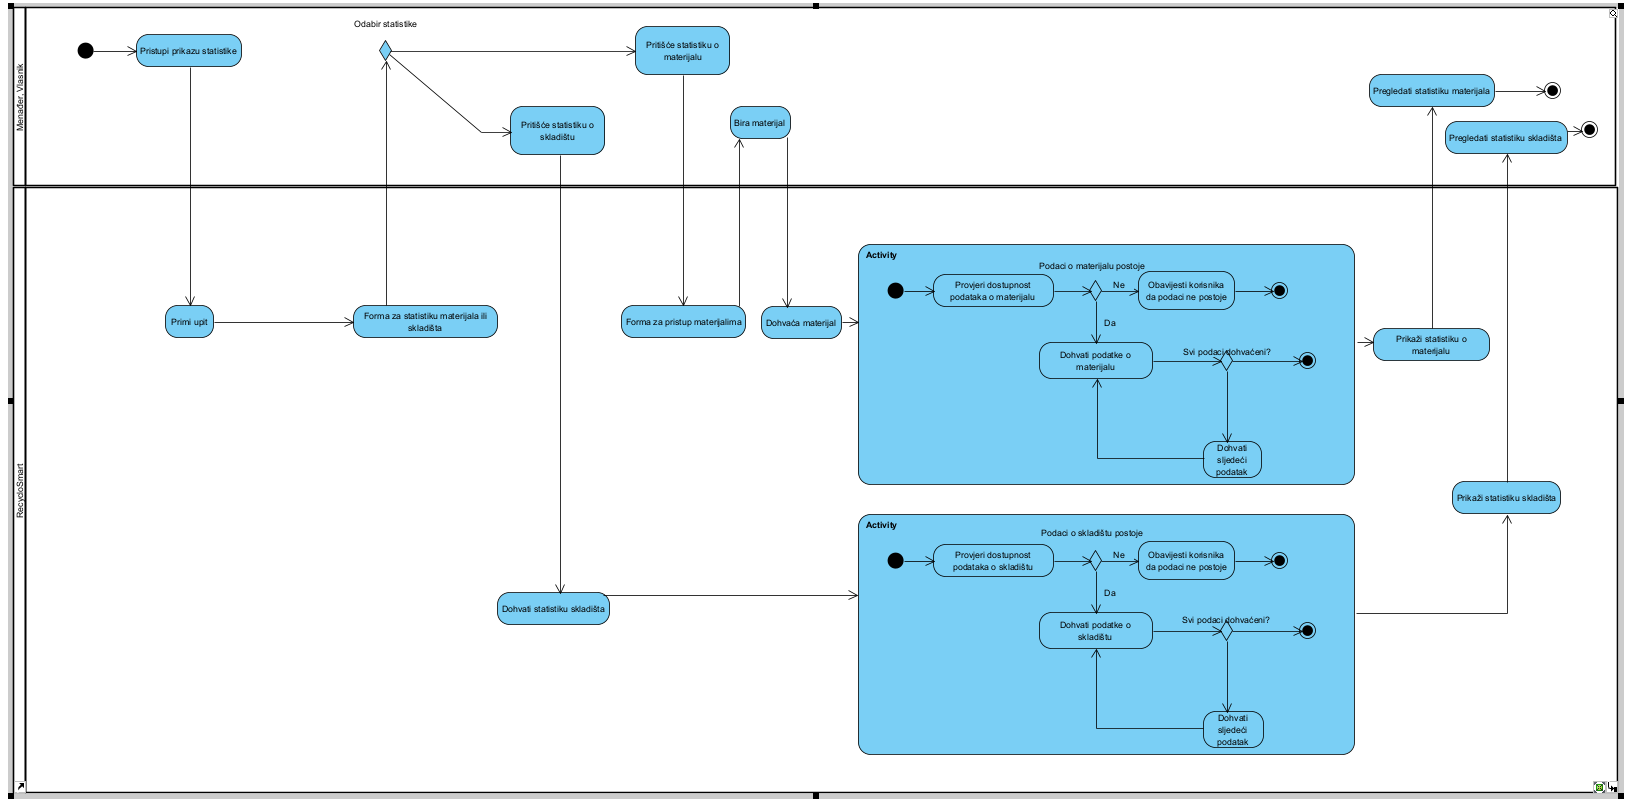 Menađer, Vlasnik
Odabir statistike
Pristupi prikazu statistike
Pritišće statistiku o
materijalu
Pritišće statistiku o
skladištu
Bira materijal
Pregledati statistiku materijala
Pregledati statistiku skladišta
RecycloSmart
Primi upit
Forma za statistiku materijala ili
skladišta
Forma za pristup materijalima
Dohvaća materijal
Activity
Podaci o materijalu postoje
Provjeri dostupnost
podataka o materijalu
Ne
Obavijesti korisnika
da podaci ne postoje
Da
Dohvati podatke o
materijalu
Svi podaci dohvaćeni?
Dohvati
sljedeći
podatak
Prikaži statistiku o
materijalu
Prikaži statistiku skladišta
Dohvati statistiku skladišta
Activity
Podaci o skladištu postoje
Provjeri dostupnost
podataka o skladištu
Ne
Obavijesti korisnika
da podaci ne postoje
Da
Dohvati podatke o
skladištu
Svi podaci dohvaćeni?
Dohvati
sljedeći
podatak